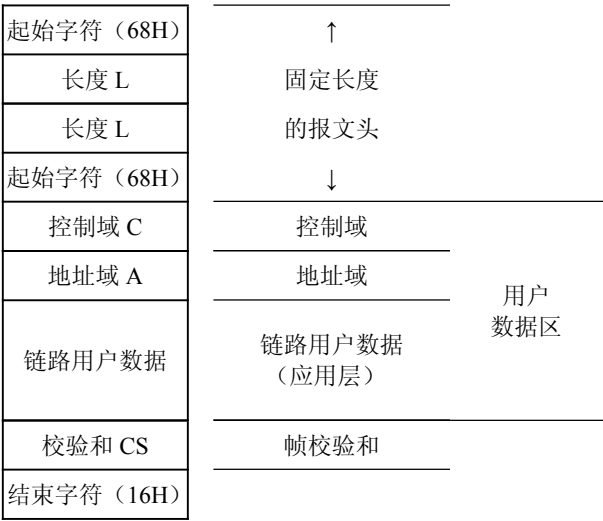 起始字符（68H）
↑
长度 L
固定长度
长度 L
的报文头
起始字符（68H）
↓
控制域 C
控制域
地址域 A
地址域
用户
数据区
链路用户数据
链路用户数据
（应用层）
校验和 CS
帧校验和
结束字符（16H）